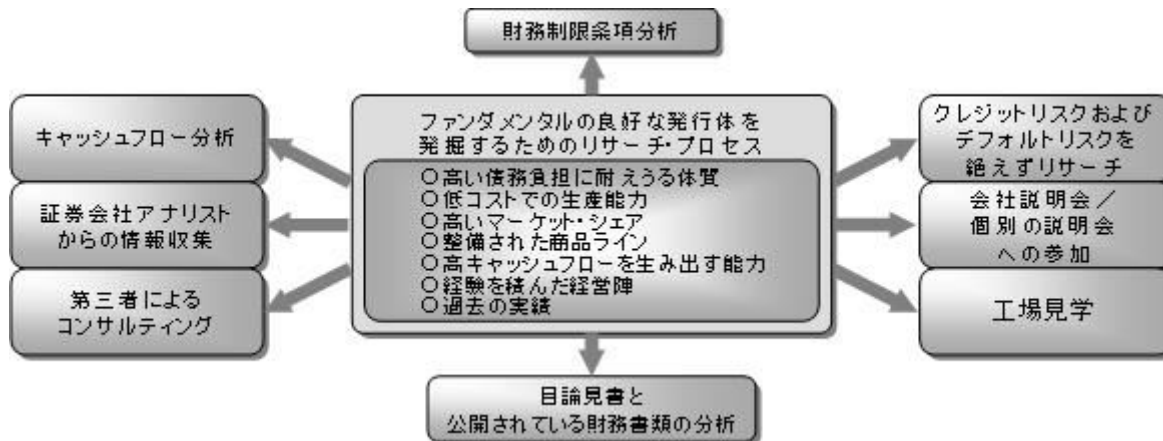 財務制限条項分析
キャッシュフロー分析
証券会社アナリスト
からの情報収集
第三者による
コンサルティング
ファンダメンタルの良好な発行体を
発掘するためのリサーチ・プロセス
○高い債務負担に耐えうる体質
○低コストでの生産能力
○高いマーケット・シェア
○整備された商品ライン
○高キャッシュフローを生み出す能力
○経験を積んだ経営陣
○過去の実績
クレジットリスクおよび
デフォルトリスクを
絶えずリサーチ
会社説明会／
個別の説明会
への参加
工場見学
目論見書と
公開されている財務書類の分析